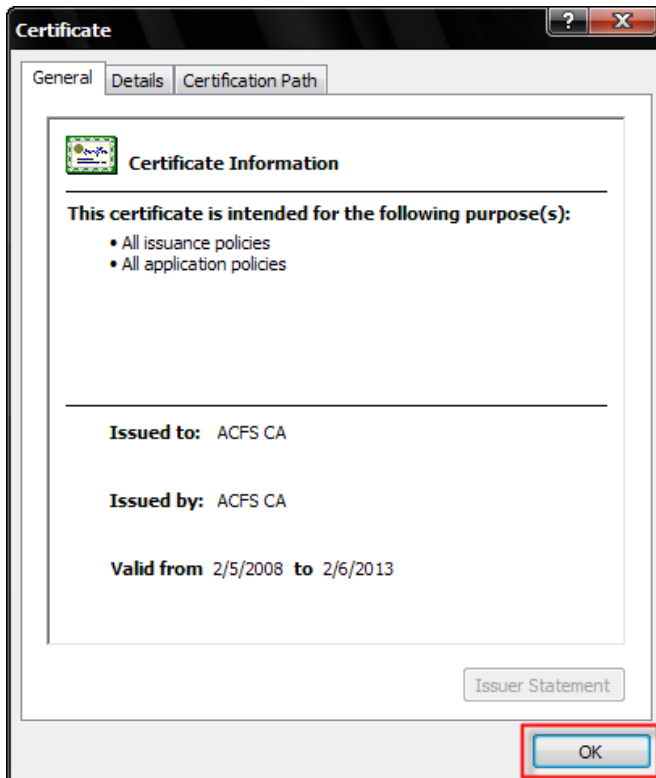 Certificate
? X
General Details Certification Path
Certificate Information
This certificate is intended for the following purpose(s):
• All issuance policies
• All application policies
Issued to: ACFS CA
Issued by: ACFS CA
Valid from 2/5/2008 to 2/6/2013
Issuer Statement
OK